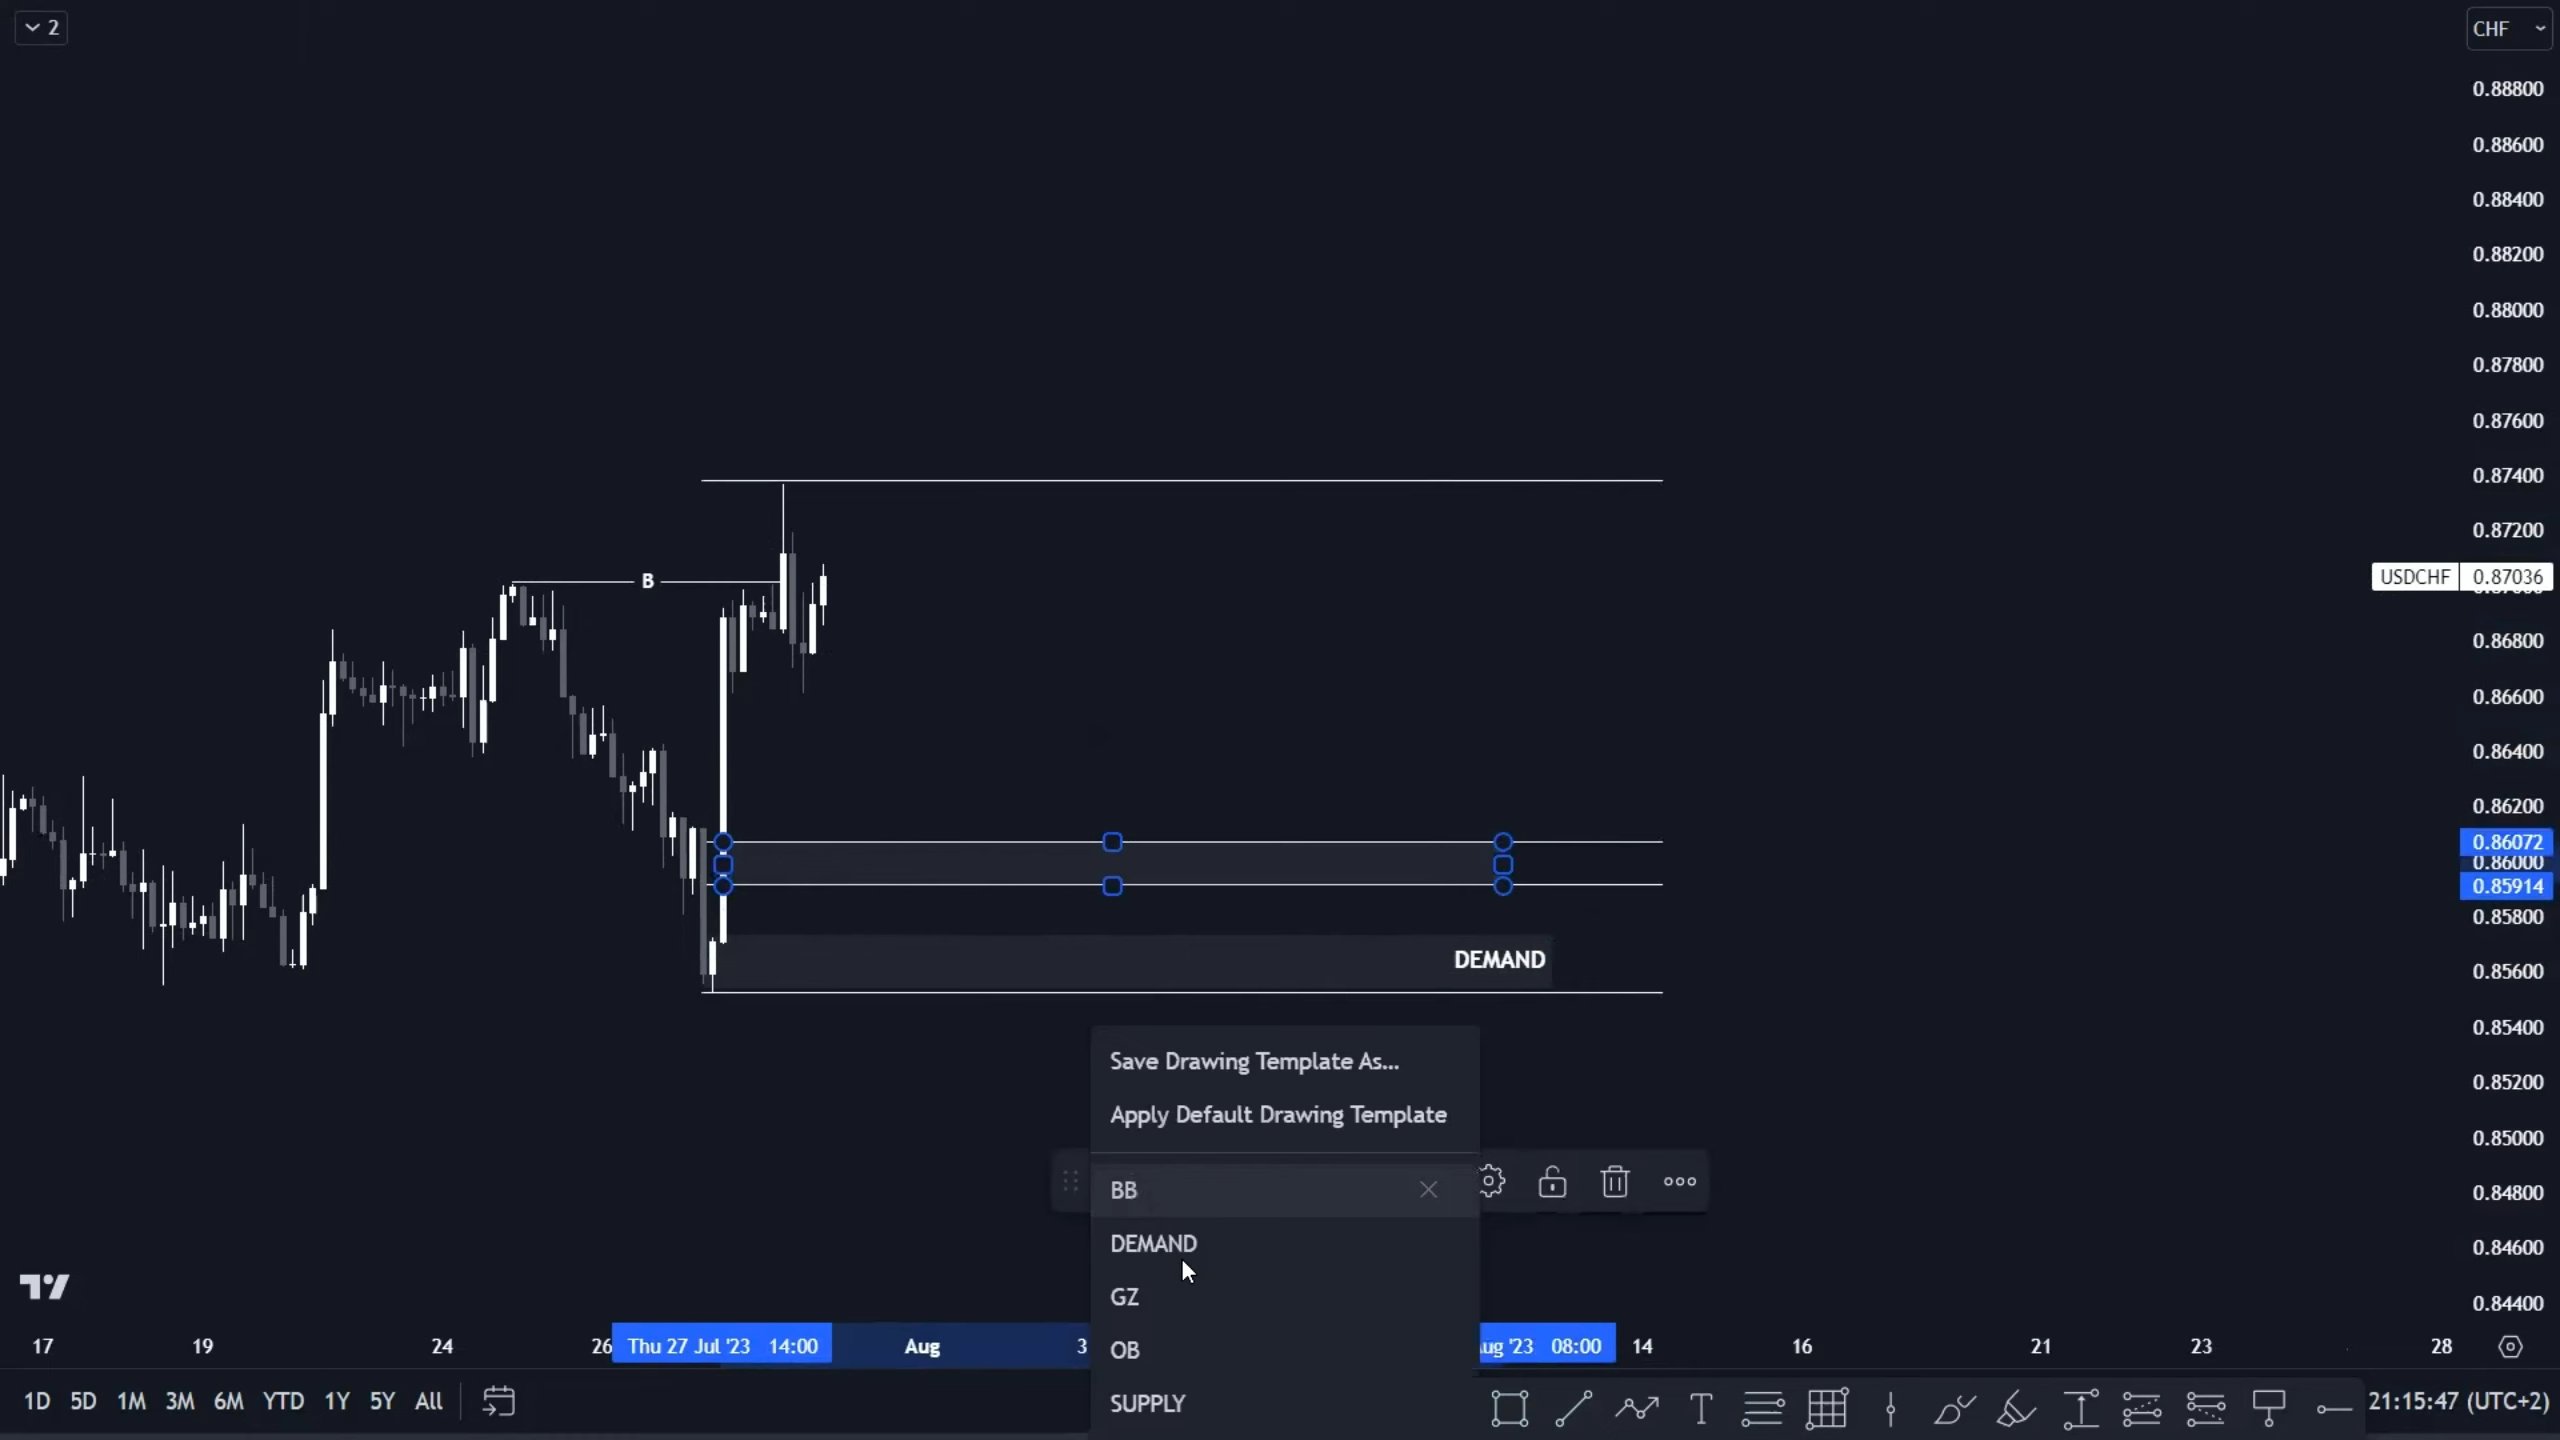 2
CHF
0.88800
0.88600
0.88400
0.88200
0.88000
0.87800
0.87600
0.87400
0.87200
USDCHF 0.87036
B
0.86800
0.86600
0.86400
0.86200
0.86072
0.86000
0.85914
0.85800
DEMAND
0.85600
0.85400
Save Drawing Template As...
0.85200
Apply Default Drawing Template
0.85000
BB
0.84800
DEMAND
0.84600
GZ
0.84400
17 19 24 26 Thu 27 Jul '23 14:00 Aug 3 '23 08:00 14 16 21 23 28
OB
1D 5D 1M 3M 6M YTD 1Y 5Y All
SUPPLY
T
21:15:47 (UTC+2)